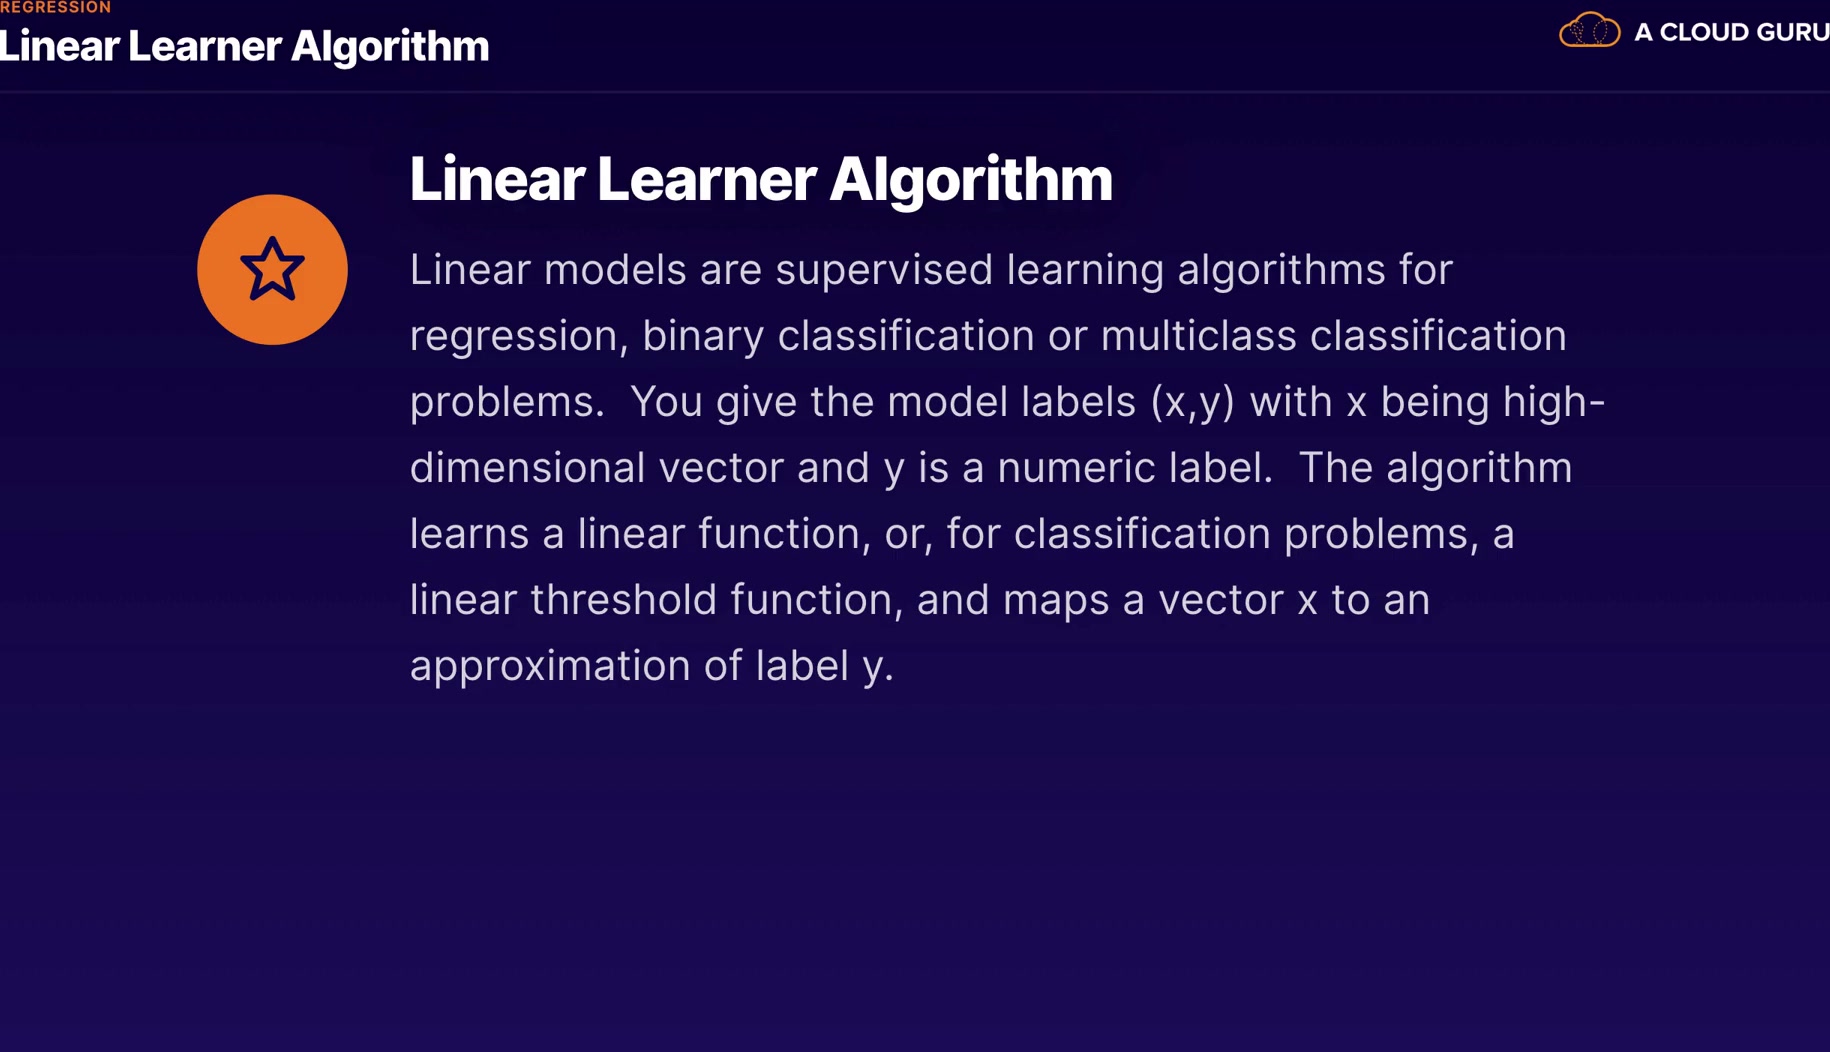 REGRESSION
Linear Learner Algorithm
A CLOUD GURU
Linear Learner Algorithm
Linear models are supervised learning algorithms for
regression, binary classification or multiclass classification
problems.  You give the model labels (x,y) with x being high-
dimensional vector and y is a numeric label.  The algorithm
learns a linear function, or, for classification problems, a
linear threshold function, and maps a vector x to an
approximation of label y.